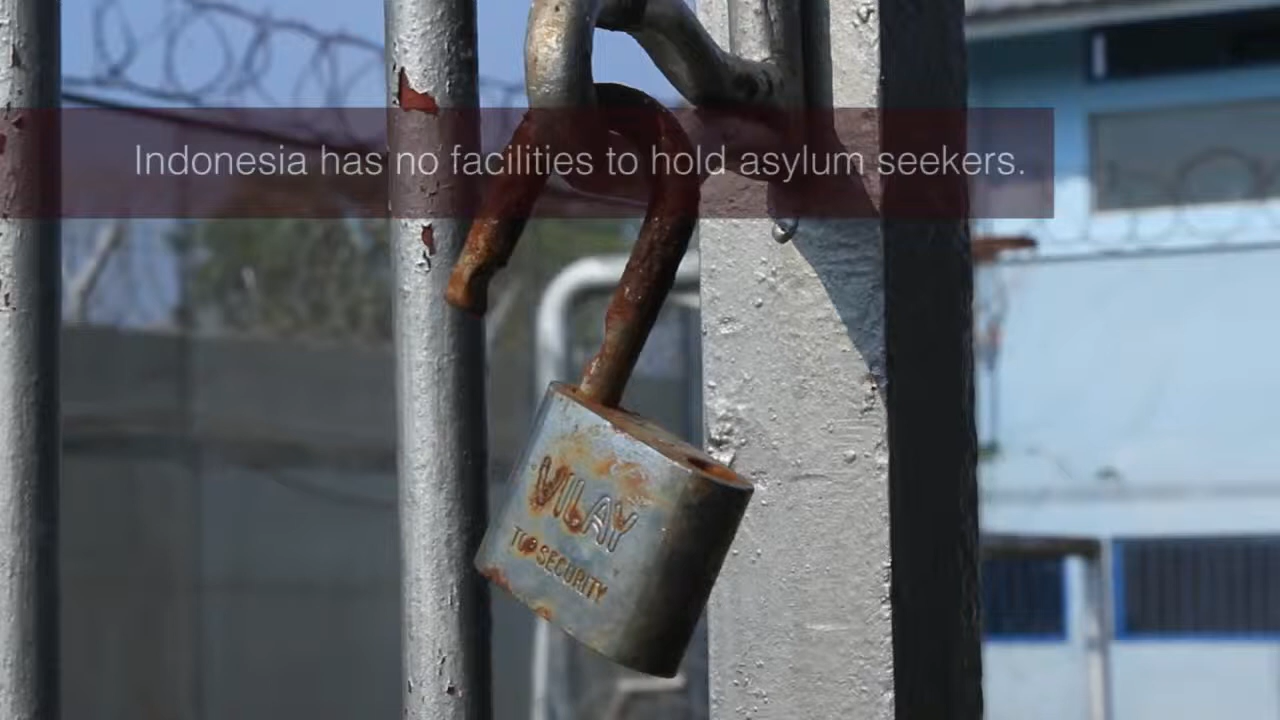 Indonesia has no facilities to hold asylum seekers.
VILAY
TOP SECURITY